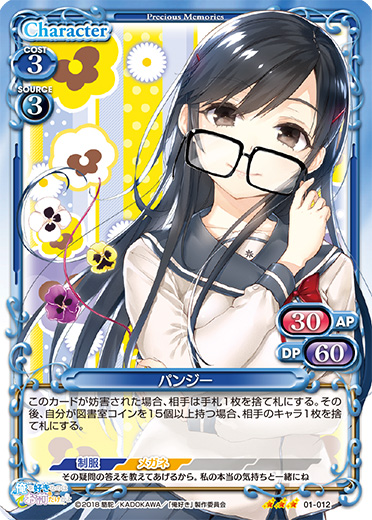 Precious Memories
Character
COST
3
SOURCE
3
30 AP
DP 60
パンジー
このカードが妨害された場合、相手は手札1枚を捨て札にする。その
後、自分が図書室コインを15個以上持つ場合、相手のキャラ1枚を捨
て札にする。
制服 メガネ
その疑問の答えを教えてあげるから、私の本当の気持ちと一緒にね
©2018 駱駝/KADOKAWA/「俺好き」製作委員会
01-012